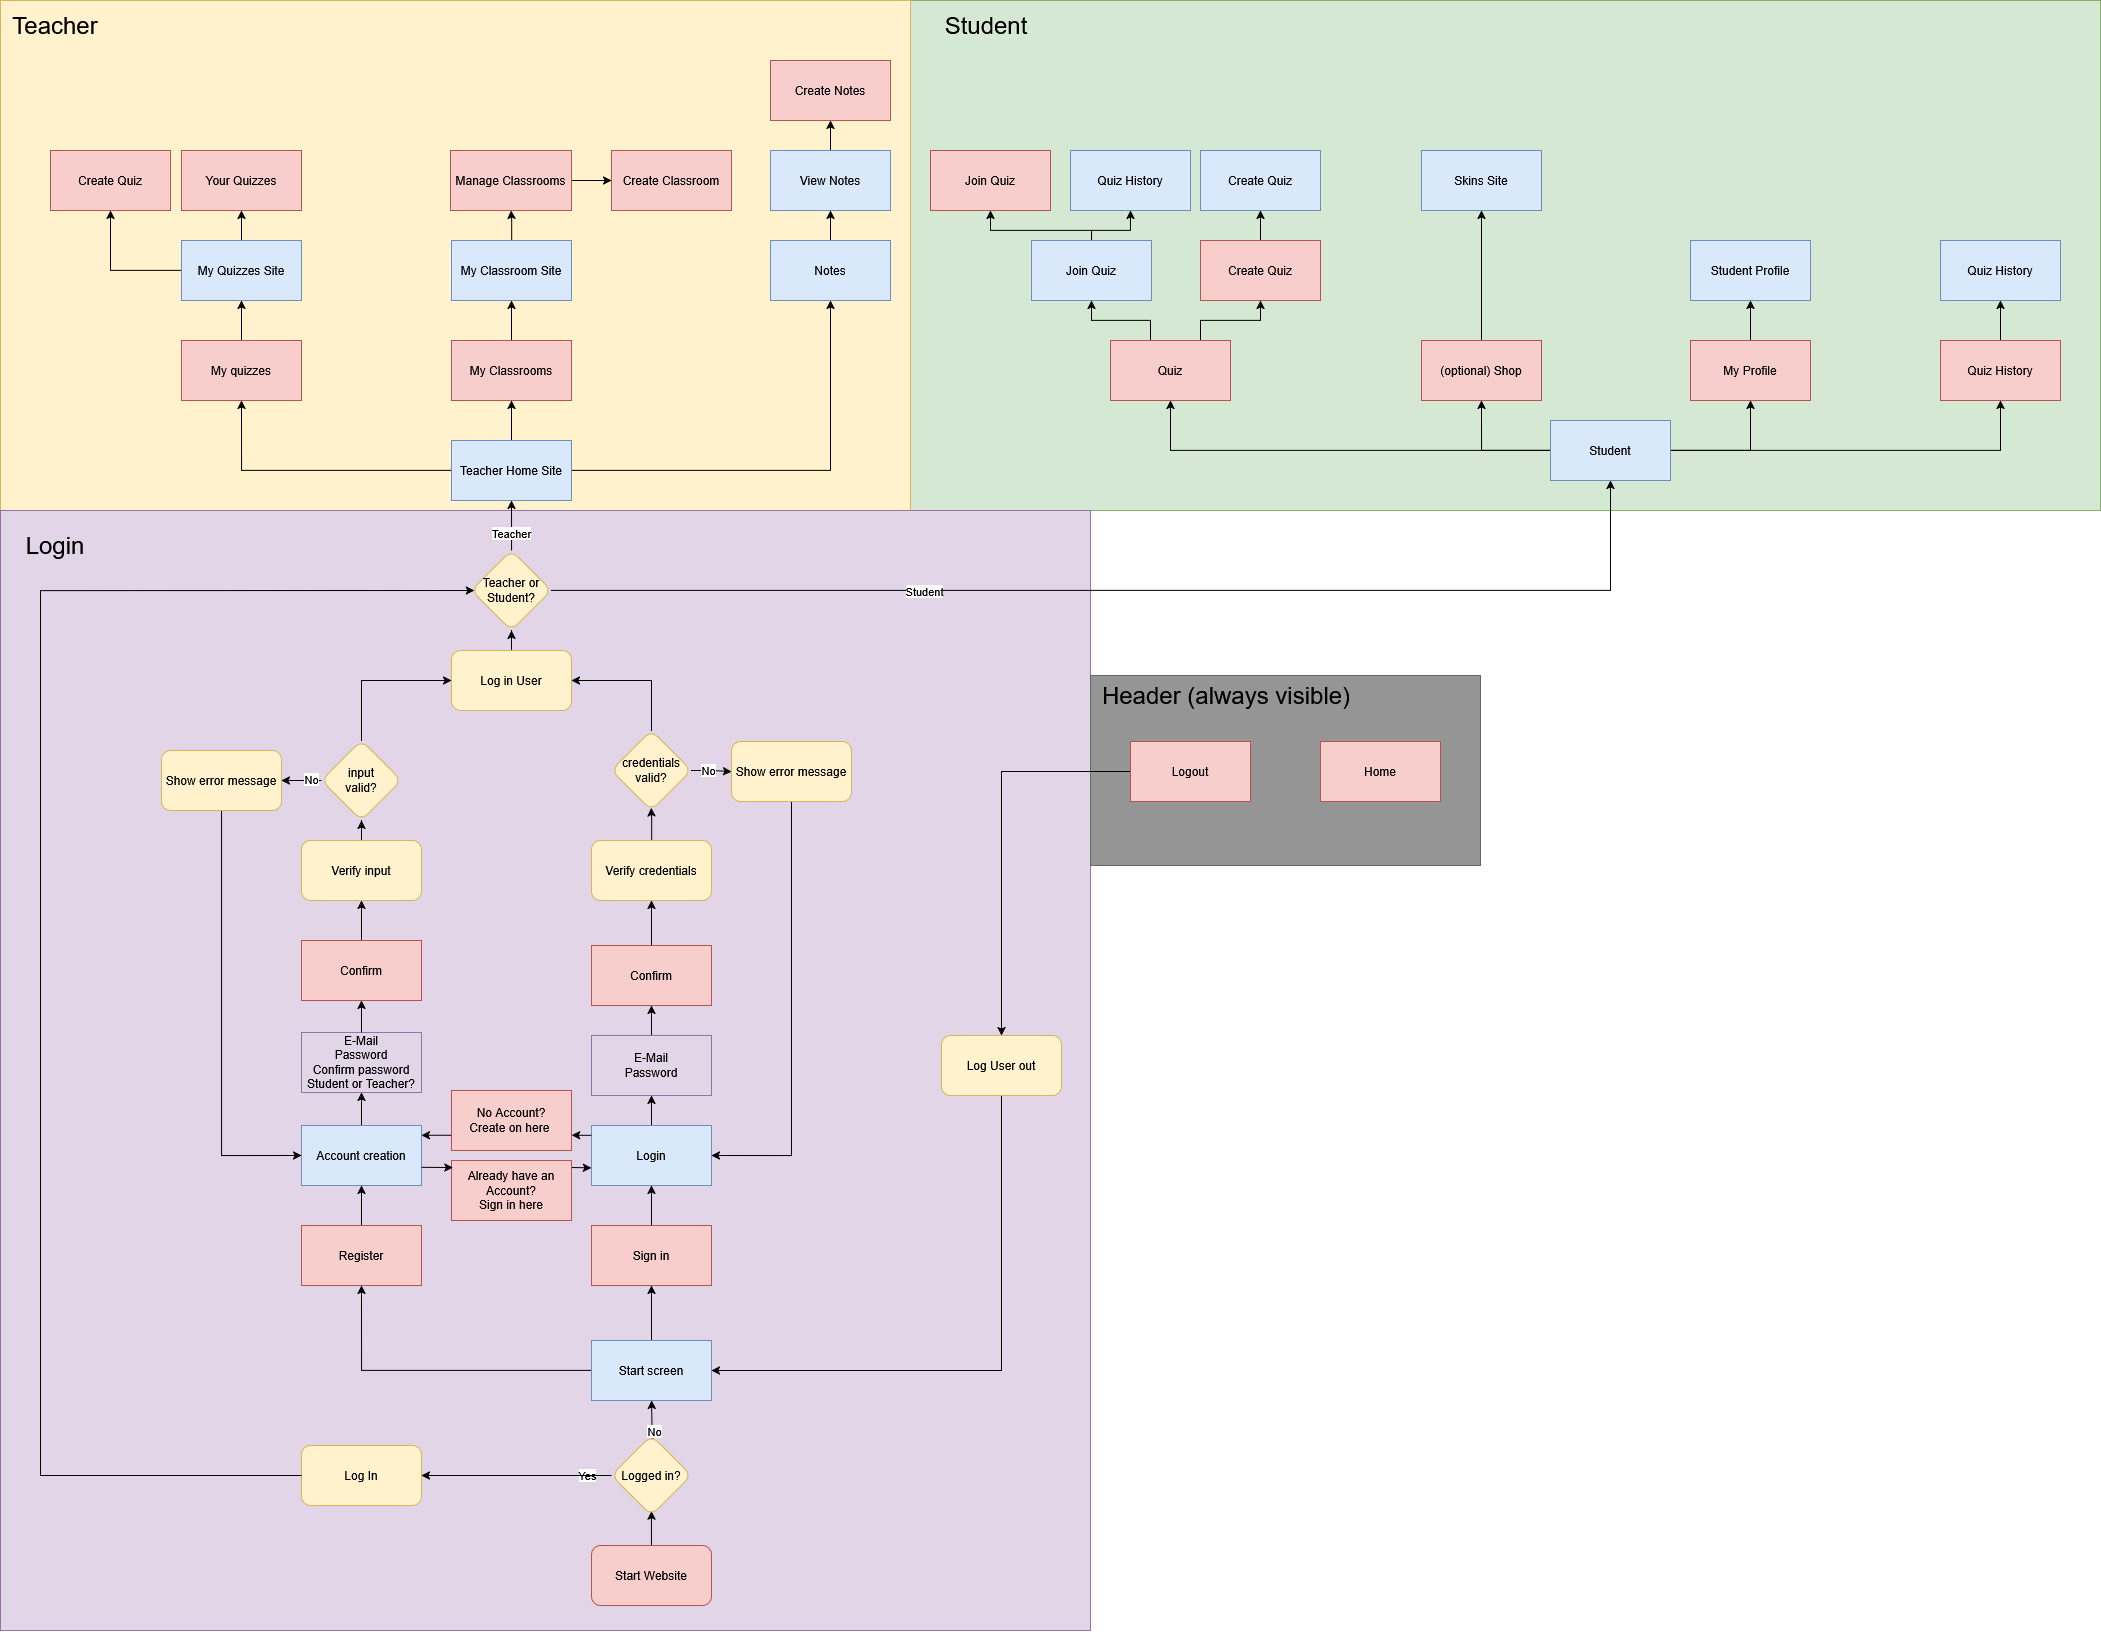 Teacher
Student
Create Notes
Create Quiz
Your Quizzes
Manage Classrooms
Create Classroom
View Notes
Join Quiz
Quiz History
Create Quiz
Skins Site
My Quizzes Site
My Classroom Site
Notes
Join Quiz
Create Quiz
Student Profile
Quiz History
My quizzes
My Classrooms
Quiz
(optional) Shop
My Profile
Quiz History
Teacher Home Site
Student
Login
Teacher
Teacher or
Student?
Student
Log in User
Header (always visible)
Logout
Home
Show error message
No
input
valid?
credentials
valid?
No
Show error message
Verify input
Verify credentials
Confirm
Confirm
E-Mail
Password
Confirm password
Student or Teacher?
E-Mail
Password
Log User out
No Account?
Create on here
Account creation
Login
Already have an
Account?
Sign in here
Register
Sign in
Start screen
No
Log In
Yes
Logged in?
Start Website